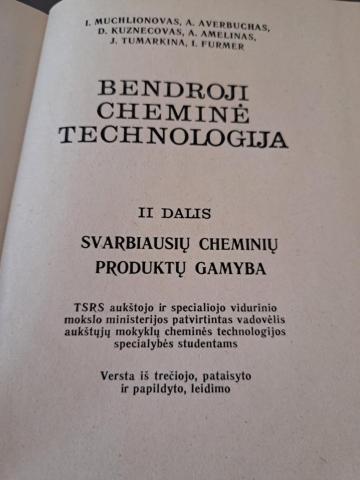 I. MUCHLIONOVAS, A. AVERBUCHAS,
D. KUZNECOVAS, A. AMELINAS,
J. TUMARKINA, I. FURMER
BENDROJI
CHEMINĖ
TECHNOLOGIJA
II DALIS
SVARBIAUSIŲ CHEMINIŲ
PRODUKTŲ GAMYBA
TSRS aukštojo ir specialiojo vidurinio
mokslo ministerijos patvirtintas vadovėlis
aukštųjų mokyklų cheminės technologijos
specialybės studentams
Versta iš trečiojo, pataisyto
ir papildyto, leidimo